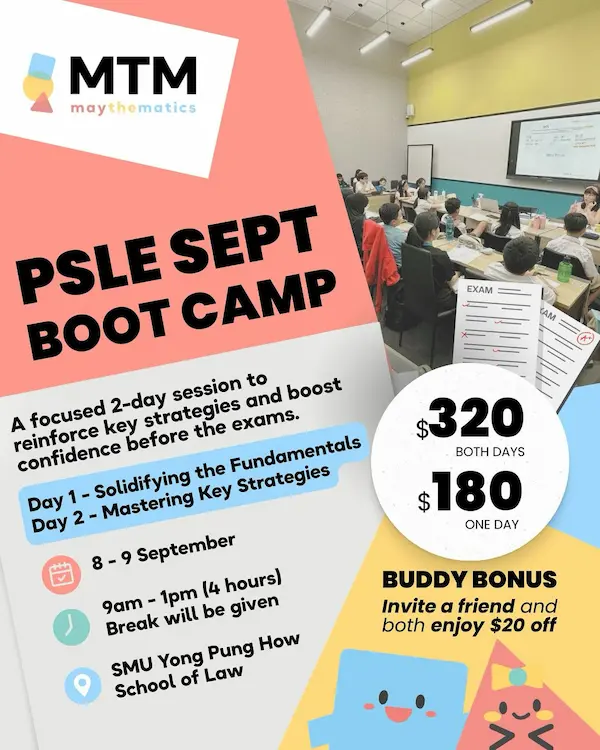 MTM
maythematics
PSLE SEPT
BOOT CAMP
A focused 2-day session to
reinforce key strategies and boost
confidence before the exams.
Day 1 - Solidifying the Fundamentals
Day 2 - Mastering Key Strategies
8 - 9 September
9am - 1pm (4 hours)
Break will be given
SMU Yong Pung How
School of Law
EXAM
A+
$320
BOTH DAYS
$180
ONE DAY
BUDDY BONUS
Invite a friend and
both enjoy $20 off